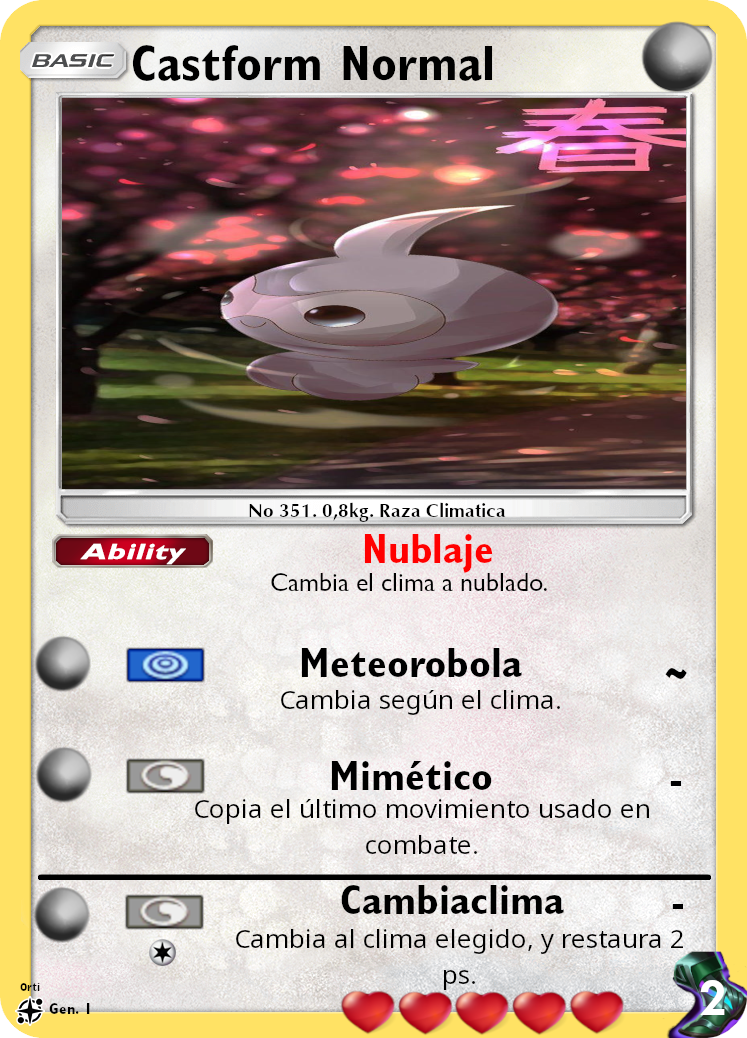 BASIC Castform Normal
春
No 351. 0,8kg. Raza Climatica
Ability Nublaje
Cambia el clima a nublado.
Meteorobola ~
Cambia según el clima.
Mimético -
Copia el último movimiento usado en
combate.
Cambiaclima -
Cambia al clima elegido, y restaura 2
ps.
Orti
Gen. I
2